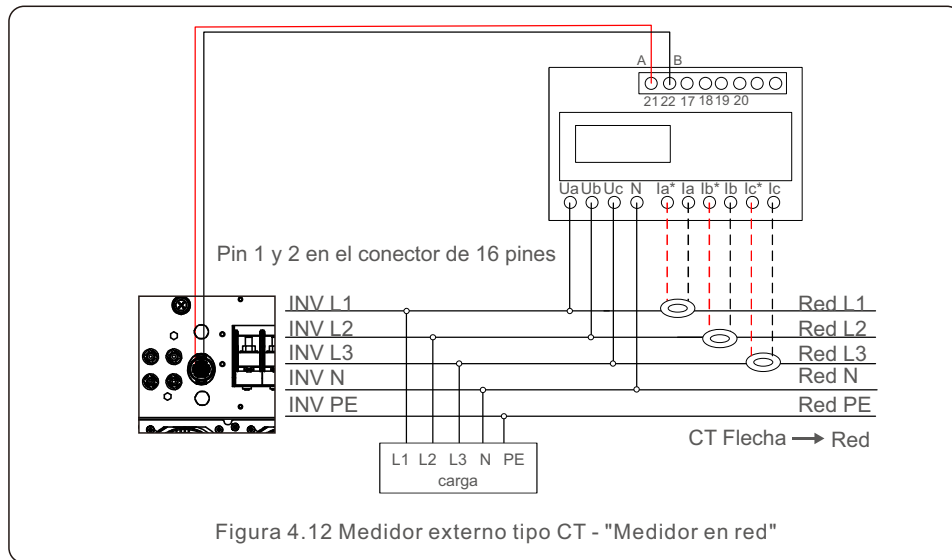 A B
21 22 17 18 19 20
Ua Ub Uc N Ia* Ia Ib* Ib Ic* Ic
Pin 1 y 2 en el conector de 16 pines
INV L1 Red L1
INV L2 Red L2
INV L3 Red L3
INV N Red N
INV PE Red PE
CT Flecha → Red
L1 L2 L3 N PE
carga
Figura 4.12 Medidor externo tipo CT - "Medidor en red"